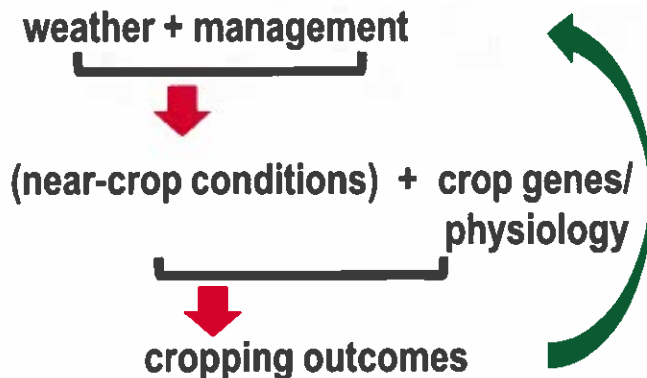 weather + management
(near-crop conditions) + crop genes/
physiology
cropping outcomes